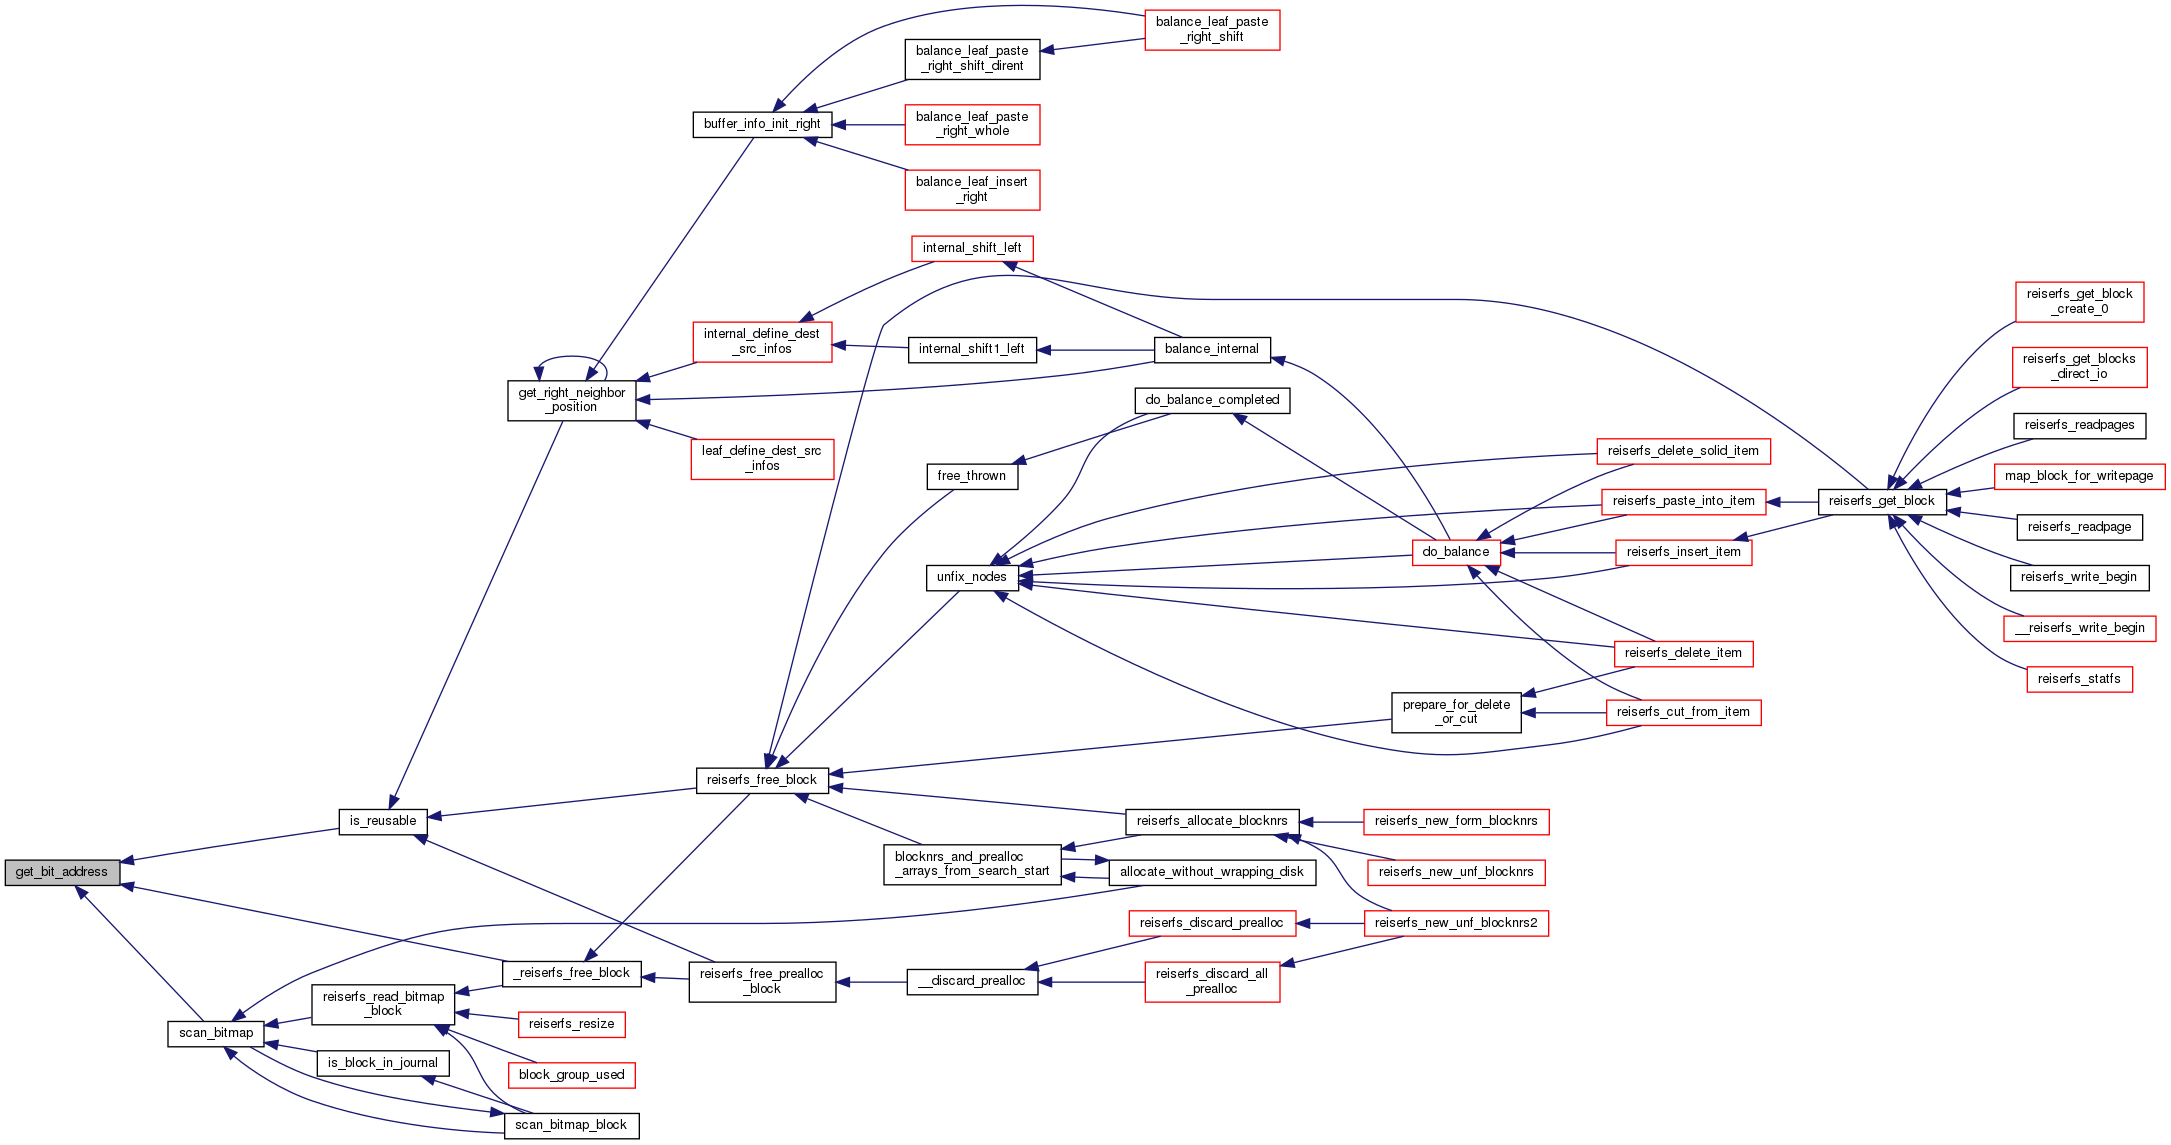 get_bit_address
is_reusable
scan_bitmap
get_right_neighbor
_position
_reiserfs_free_block
reiserfs_read_bitmap
_block
is_block_in_journal
reiserfs_resize
block_group_used
scan_bitmap_block
buffer_info_init_right
internal_define_dest
_src_infos
leaf_define_dest_src
_infos
reiserfs_free_block
reiserfs_free_prealloc
_block
balance_leaf_paste
_right_shift_dirent
balance_leaf_paste
_right_whole
balance_leaf_insert
_right
internal_shift_left
internal_shift1_left
free_thrown
unfix_nodes
blocknrs_and_prealloc
_arrays_from_search_start
__discard_prealloc
balance_leaf_paste
_right_shift
balance_internal
do_balance_completed
reiserfs_allocate_blocknrs
allocate_without_wrapping_disk
reiserfs_discard_prealloc
reiserfs_discard_all
_prealloc
do_balance
prepare_for_delete
_or_cut
reiserfs_new_form_blocknrs
reiserfs_new_unf_blocknrs
reiserfs_new_unf_blocknrs2
reiserfs_delete_solid_item
reiserfs_paste_into_item
reiserfs_insert_item
reiserfs_delete_item
reiserfs_cut_from_item
reiserfs_get_block
reiserfs_get_block
_create_0
reiserfs_get_blocks
_direct_io
reiserfs_readpages
map_block_for_writepage
reiserfs_readpage
reiserfs_write_begin
__reiserfs_write_begin
reiserfs_statfs